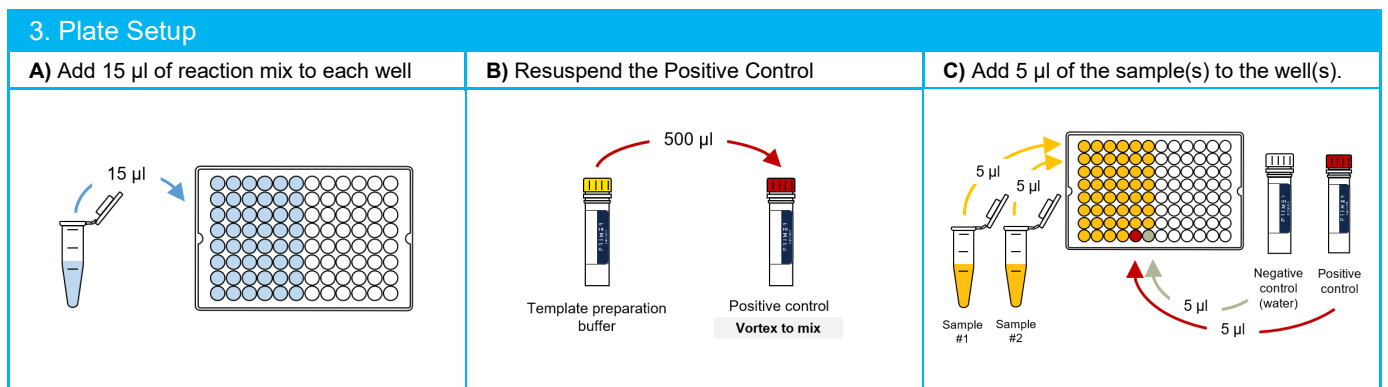 3. Plate Setup
A) Add 15 µl of reaction mix to each well
B) Resuspend the Positive Control
C) Add 5 µl of the sample(s) to the well(s).
15 µl
500 µl
Template preparation
buffer
Positive control
Vortex to mix
5 µl
5 µl
Sample
#1
Sample
#2
Negative
control
(water)
Positive
control
5 µl
5 µl